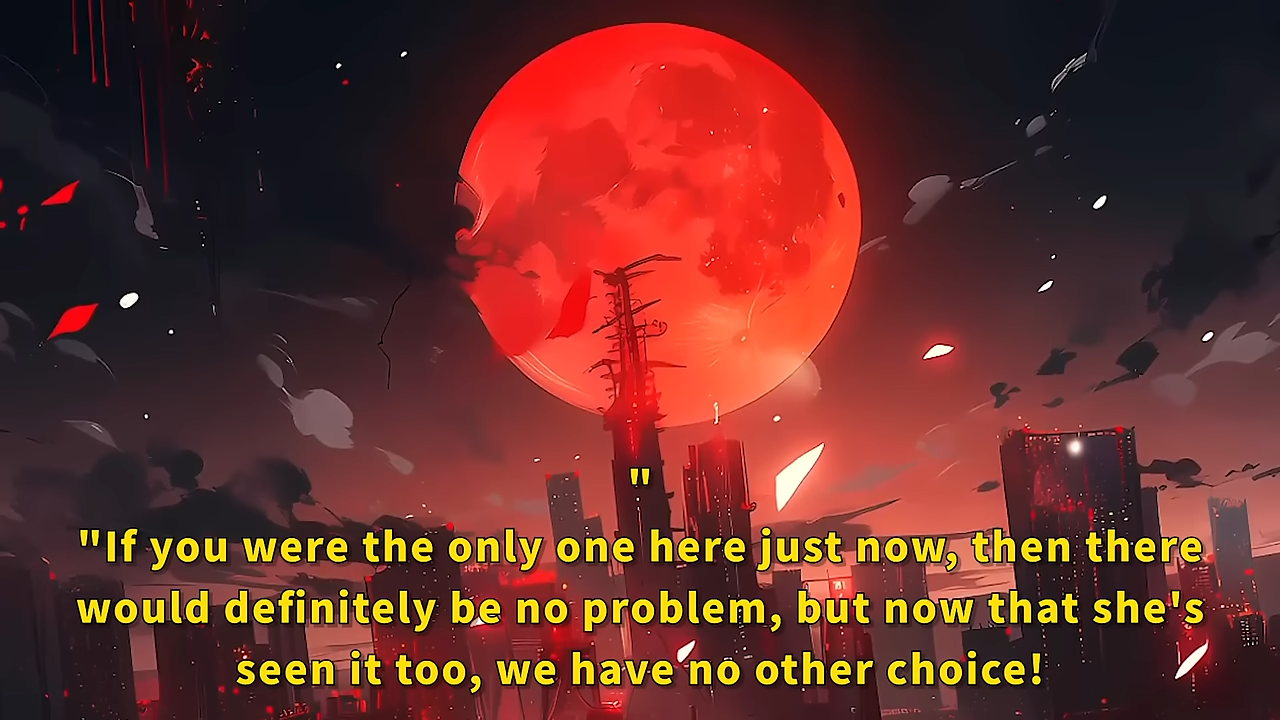 "
"If you were the only one here just now, then there
would definitely be no problem, but now that she's
seen it too, we have no other choice!